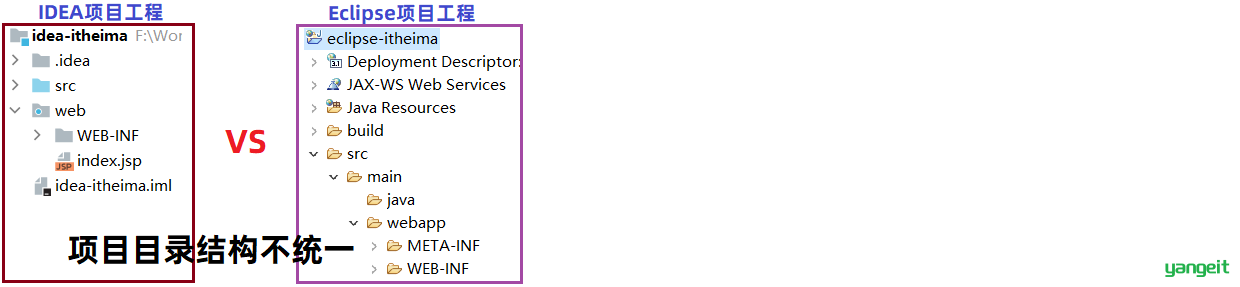 IDEA项目工程
idea-itheima F:\Wor
.idea
src
web
WEB-INF
index.jsp
idea-itheima.iml
VS
Eclipse项目工程
eclipse-itheima
Deployment Descriptor:
JAX-WS Web Services
Java Resources
build
src
main
java
webapp
META-INF
WEB-INF
项目目录结构不统一
yangeit